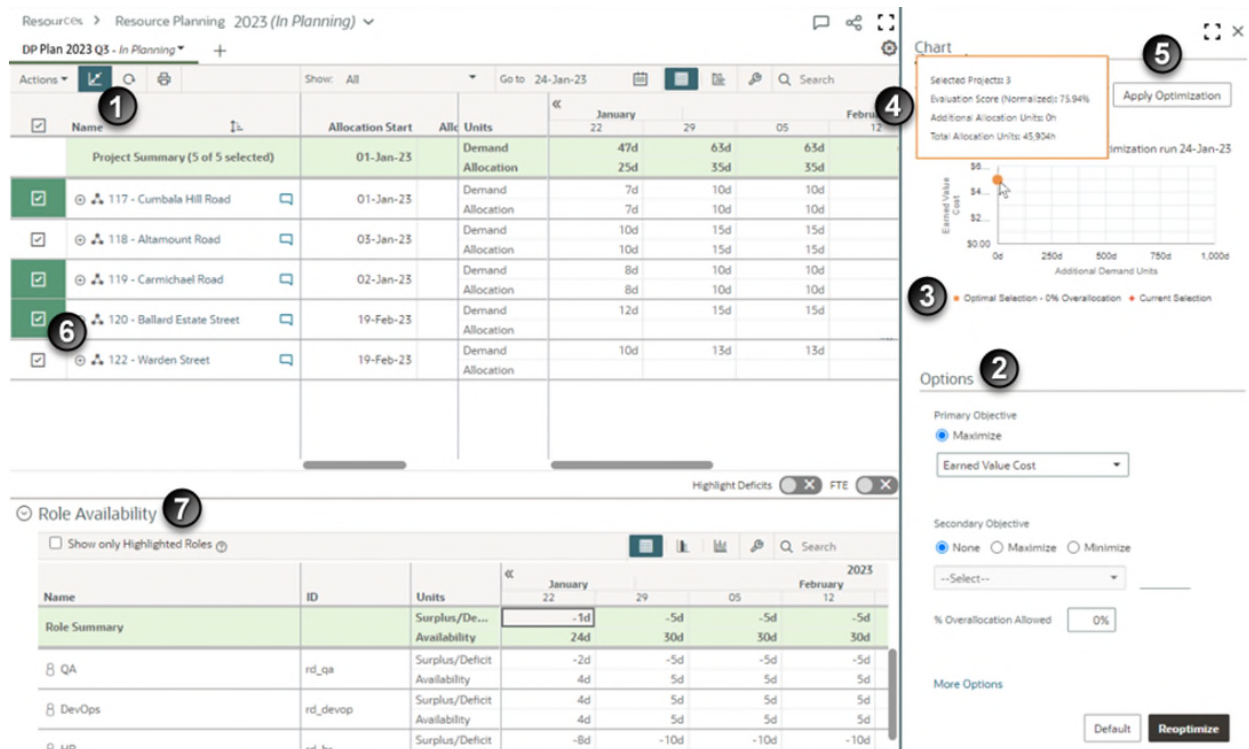 Resources > Resource Planning 2023 (In Planning)
DP Plan 2023 Q3 - In Planning +
Actions Show: All Go to 24-Jan-23 Search
1
Name Allocation Start Units
January
22 29 05 12
Project Summary (5 of 5 selected) 01-Jan-23 Demand 47d 63d 63d
Allocation 25d 35d 35d
117 - Cumbala Hill Road 01-Jan-23 Demand 7d 10d 10d
Allocation 7d 10d 10d
118 - Altamount Road 03-Jan-23 Demand 10d 15d 15d
Allocation 10d 15d 15d
119 - Carmichael Road 02-Jan-23 Demand 8d 10d 10d
Allocation 8d 10d 10d
120 - Ballard Estate Street 19-Feb-23 Demand 12d 15d 15d
Allocation
6
122 - Warden Street 19-Feb-23 Demand 10d 13d 13d
Allocation
Highlight Deficits FTE
Role Availability 7
Show only Highlighted Roles Search
2023
January February
Name ID Units 22 29 05 12
Role Summary Surplus/De... -1d -5d -5d -5d
Availability 24d 30d 30d 30d
QA rd_qa Surplus/Deficit -2d -5d -5d -5d
Availability 4d 5d 5d 5d
DevOps rd_devop Surplus/Deficit 4d 5d 5d 5d
Availability 4d 5d 5d 5d
Surplus/Deficit -8d -10d -10d -10d
Chart
5
Apply Optimization
4
Selected Projects: 3
Evaluation Score (Normalized): 75.94%
Additional Allocation Units: 0h
Total Allocation Units: 45,904h
run 24-Jan-23
Earned Value
Cost
$6...
$4...
$2...
$0.00
0d 250d 500d 750d 1,000d
Additional Demand Units
3
Optimal Selection - 0% Overallocation Current Selection
Options 2
Primary Objective
Maximize
Earned Value Cost
Secondary Objective
None Maximize Minimize
--Select--
% Overallocation Allowed 0%
More Options
Default Reoptimize